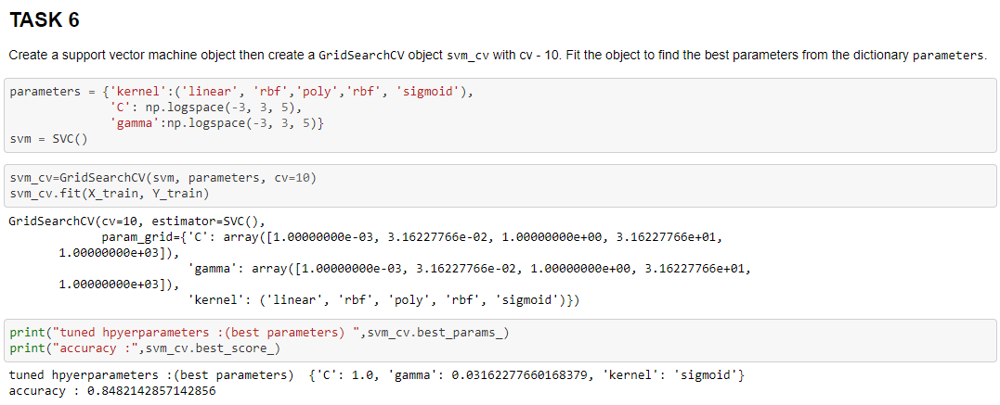 TASK 6
Create a support vector machine object then create a GridSearchCV object svm_cv with cv - 10. Fit the object to find the best parameters from the dictionary parameters.
parameters = {'kernel':('linear', 'rbf','poly','rbf', 'sigmoid'),
              'C': np.logspace(-3, 3, 5),
              'gamma':np.logspace(-3, 3, 5)}
svm = SVC()
svm_cv=GridSearchCV(svm, parameters, cv=10)
svm_cv.fit(X_train, Y_train)
GridSearchCV(cv=10, estimator=SVC(),
             param_grid={'C': array([1.00000000e-03, 3.16227766e-02, 1.00000000e+00, 3.16227766e+01,
       1.00000000e+03]),
                         'gamma': array([1.00000000e-03, 3.16227766e-02, 1.00000000e+00, 3.16227766e+01,
       1.00000000e+03]),
                         'kernel': ('linear', 'rbf', 'poly', 'rbf', 'sigmoid')})
print("tuned hpyerparameters :(best parameters) ",svm_cv.best_params_)
print("accuracy :",svm_cv.best_score_)
tuned hpyerparameters :(best parameters)  {'C': 1.0, 'gamma': 0.03162277660168379, 'kernel': 'sigmoid'}
accuracy : 0.8482142857142856